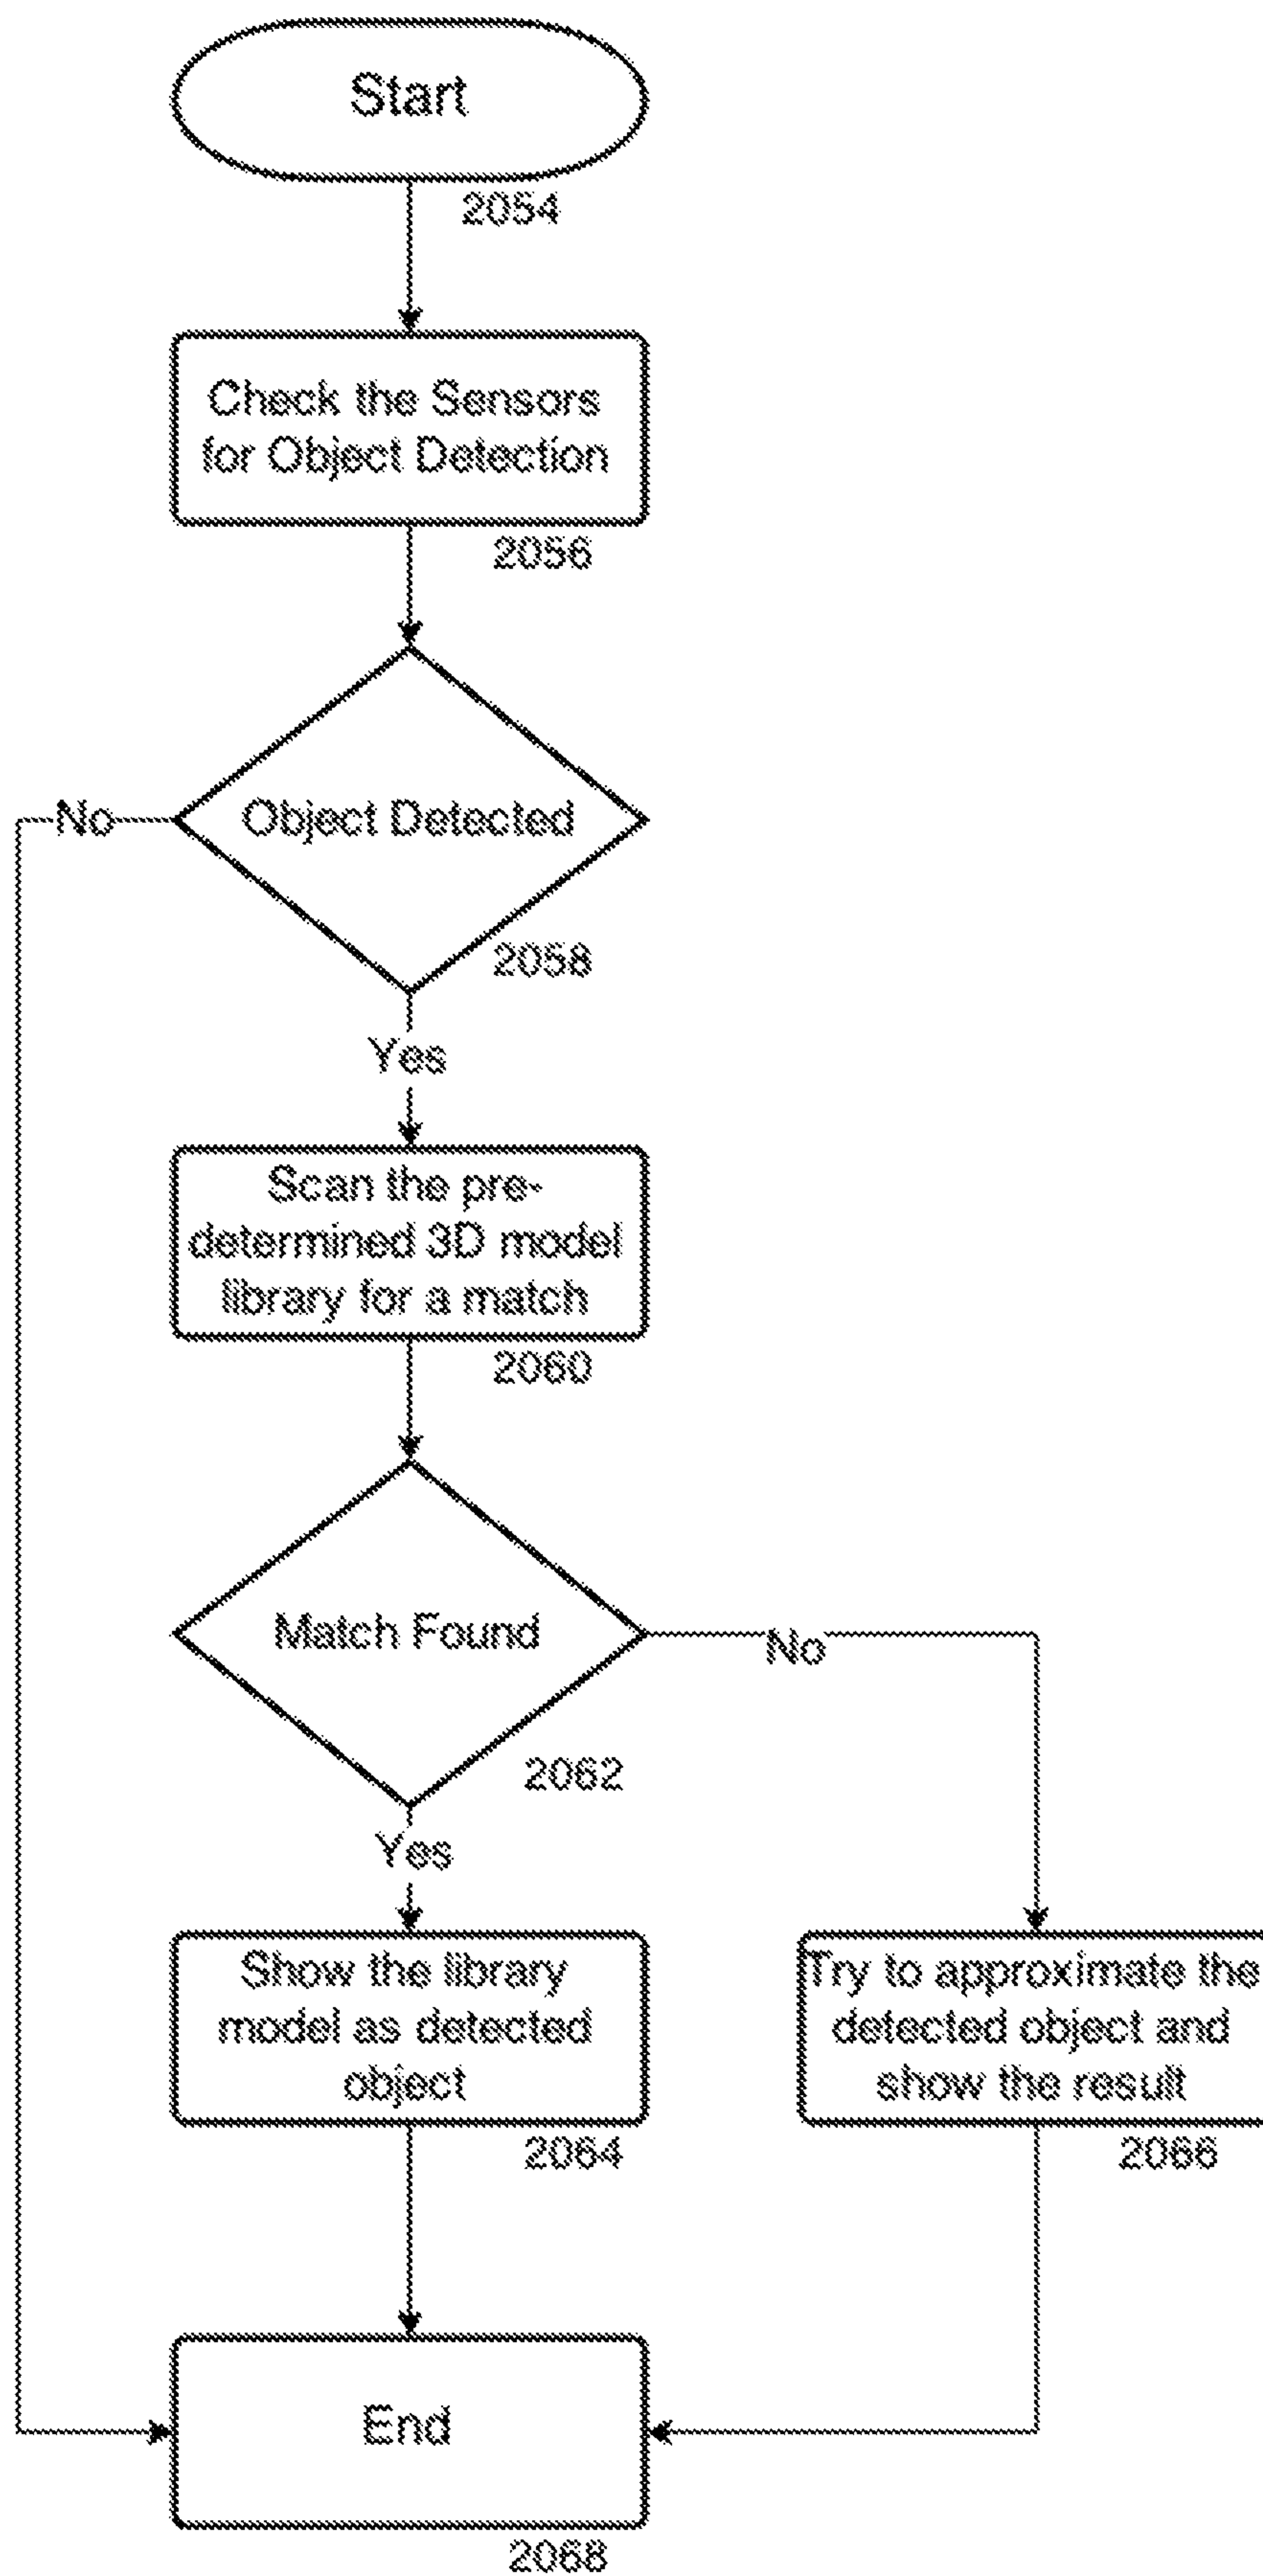 Start
2054
Check the Sensors
for Object Detection
2056
Object Detected
No
2058
Yes
Scan the pre-
determined 3D model
library for a match
2060
Match Found
No
2062
Yes
Show the library
model as detected
object
2064
Try to approximate the
detected object and
show the result
2066
End
2068